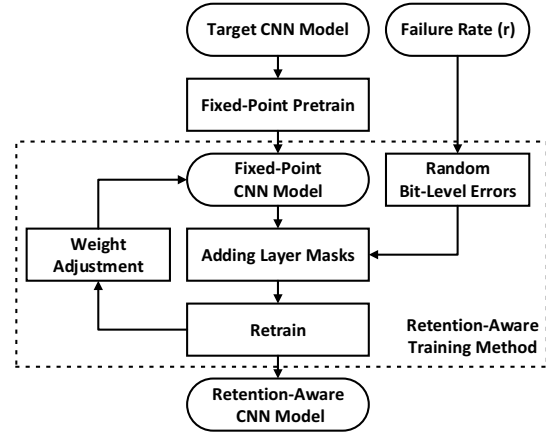 Target CNN Model
Failure Rate (r)
Fixed-Point Pretrain
Fixed-Point
CNN Model
Random
Bit-Level Errors
Weight
Adjustment
Adding Layer Masks
Retrain
Retention-Aware
Training Method
Retention-Aware
CNN Model